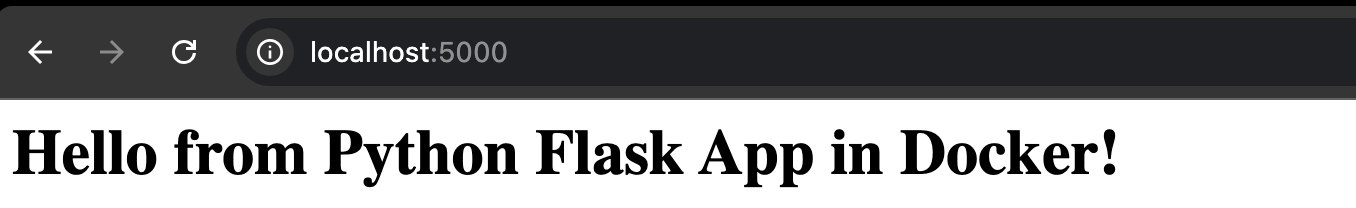 localhost:5000
Hello from Python Flask App in Docker!